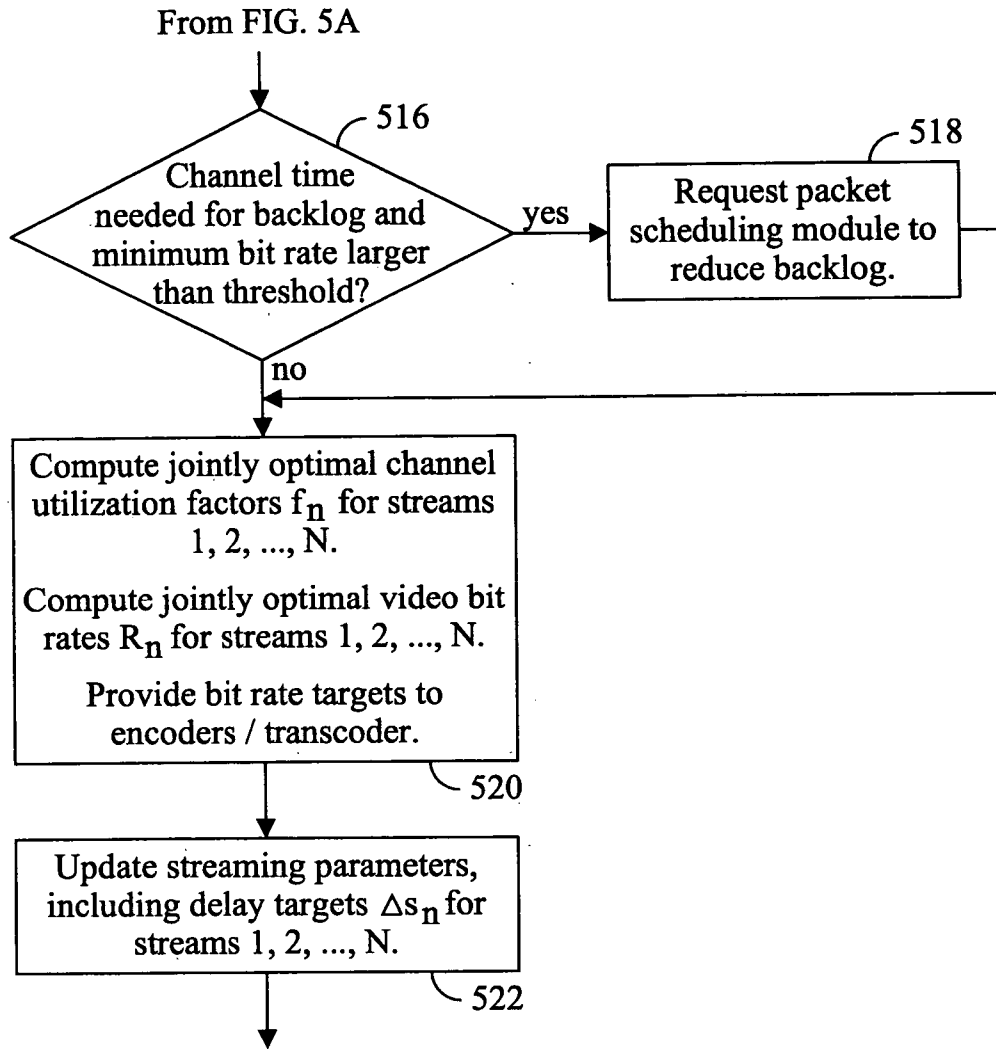 From FIG. 5A
516
Channel time
needed for backlog and
minimum bit rate larger
than threshold?
yes
518
Request packet
scheduling module to
reduce backlog.
no
Compute jointly optimal channel
utilization factors fn for streams
1, 2, ..., N.
Compute jointly optimal video bit
rates Rn for streams 1, 2, ..., N.
Provide bit rate targets to
encoders / transcoder.
520
Update streaming parameters,
including delay targets Δsn for
streams 1, 2, ..., N.
522